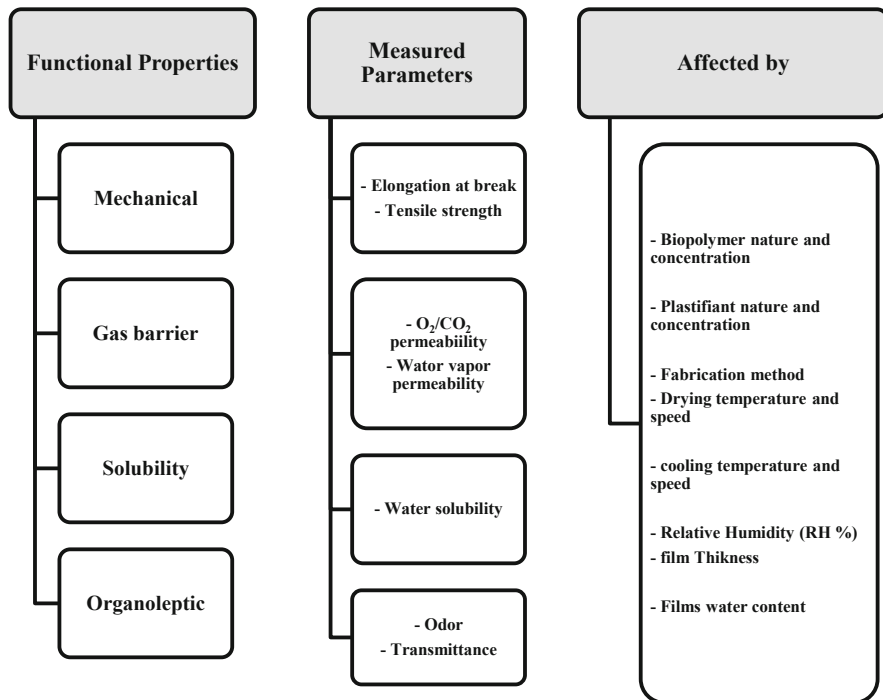 Functional Properties
Mechanical
Gas barrier
Solubility
Organoleptic
Measured
Parameters
- Elongation at break
- Tensile strength
- O₂/CO₂
permeabiility
- Wator vapor
permeability
- Water solubility
- Odor
- Transmittance
Affected by
- Biopolymer nature and
concentration
- Plastifiant nature and
concentration
- Fabrication method
- Drying temperature and
speed
- cooling temperature and
speed
- Relative Humidity (RH %)
- film Thikness
- Films water content